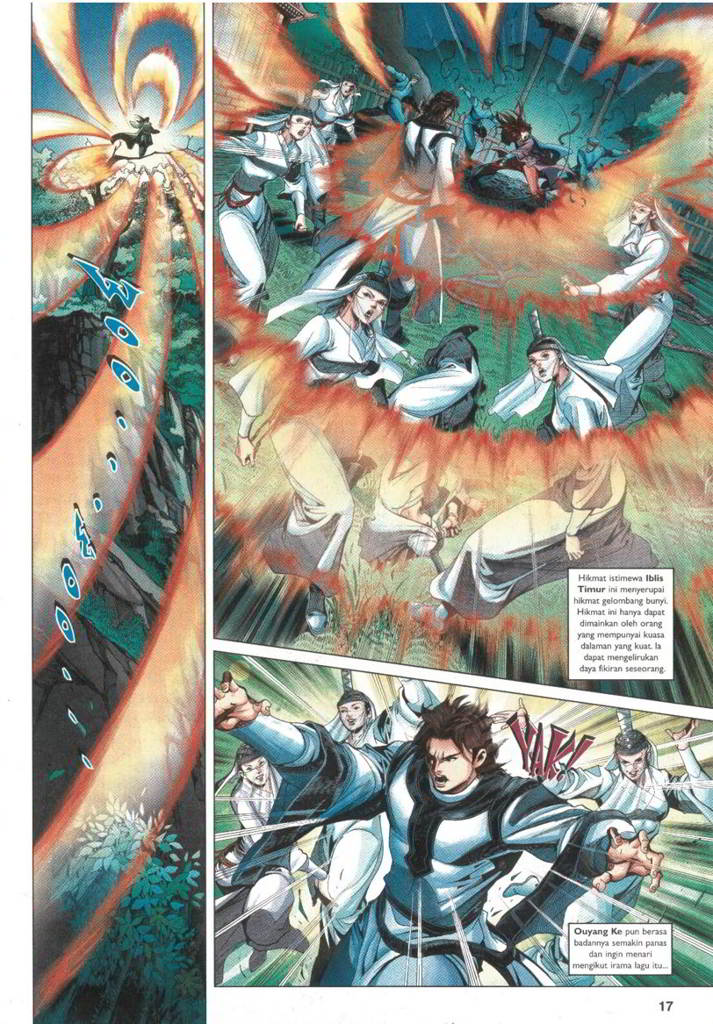 WOO...
WOO...
Hikmat istimewa Iblis
Timur ini menyerupai
hikmat gelombang bunyi.
Hikmat ini hanya dapat
dimainkan oleh orang
yang mempunyai kuasa
dalaman yang kuat. Ia
dapat mengelirukan
daya fikiran seseorang.
YAK!
Ouyang Ke pun berasa
badannya semakin panas
dan ingin menari
mengikut irama lagu itu...
17